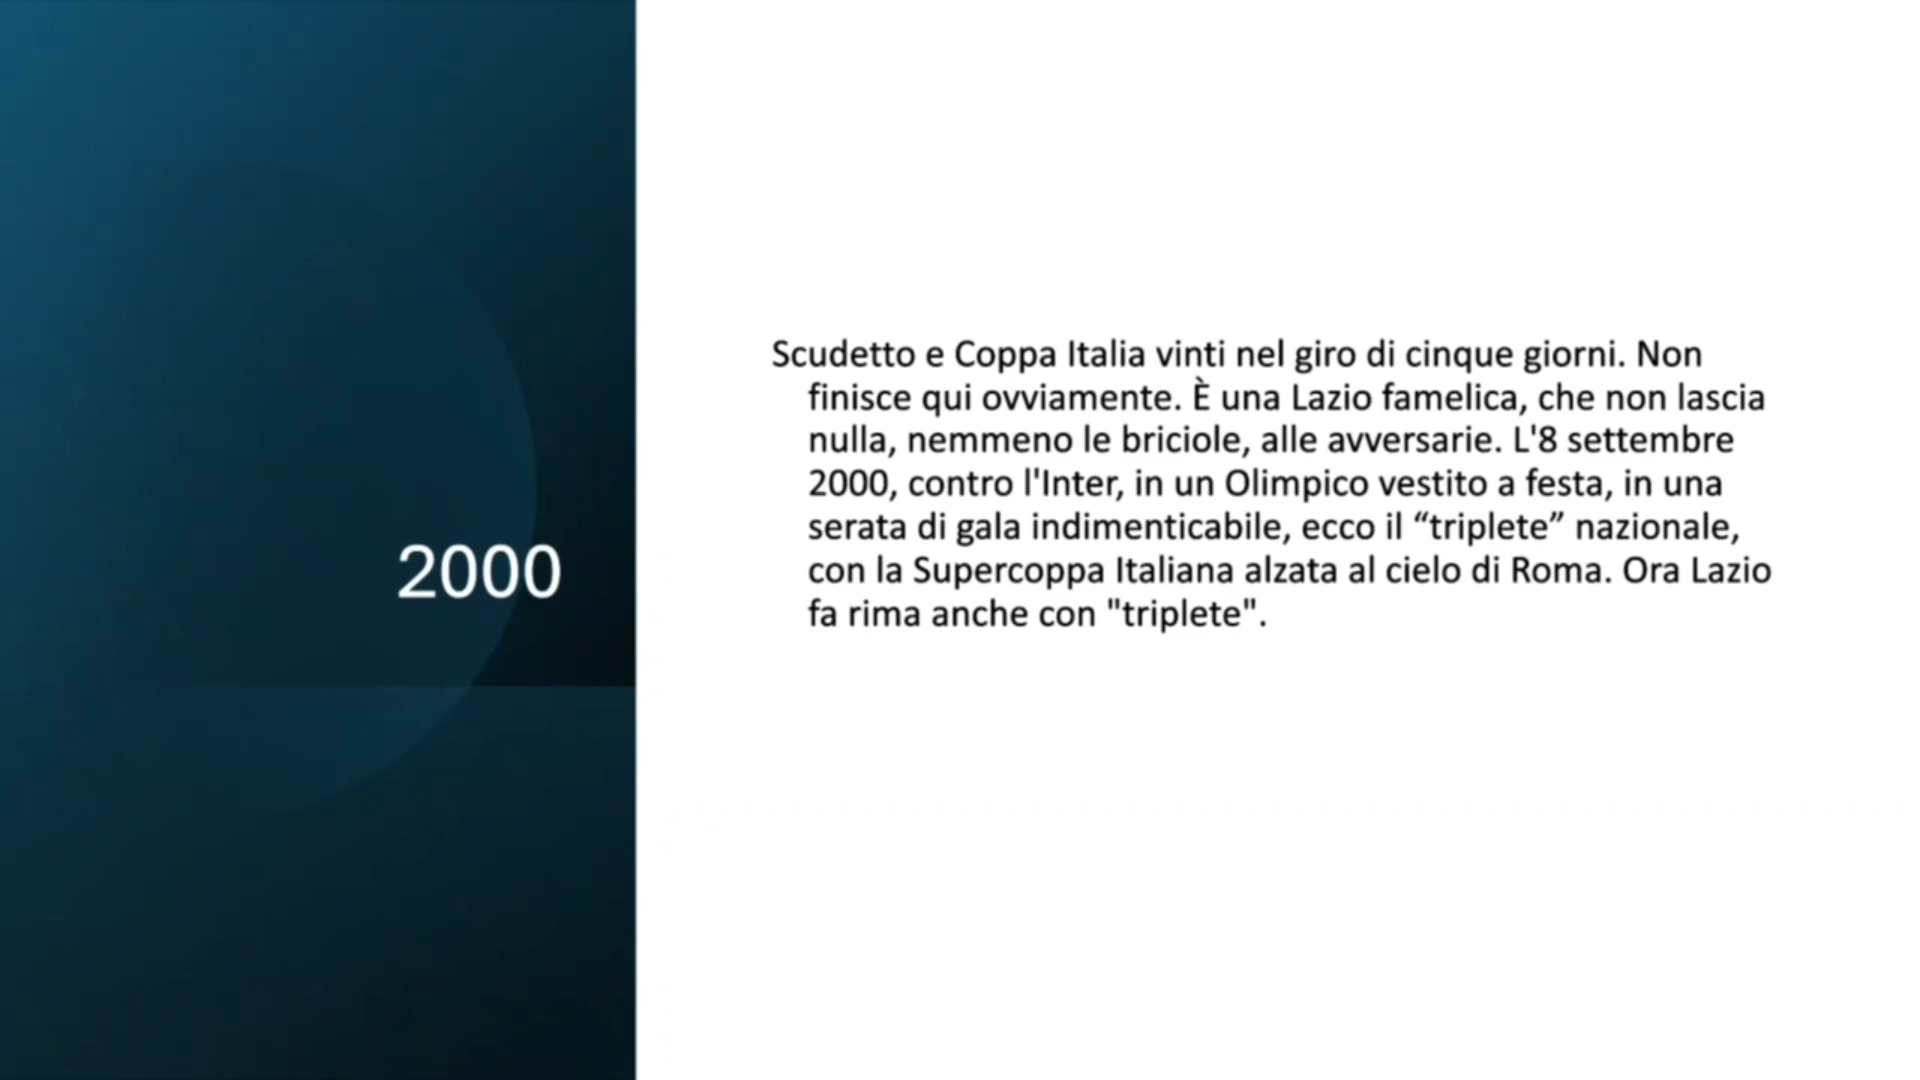 2000
Scudetto e Coppa Italia vinti nel giro di cinque giorni. Non
finisce qui ovviamente. È una Lazio famelica, che non lascia
nulla, nemmeno le briciole, alle avversarie. L'8 settembre
2000, contro l'Inter, in un Olimpico vestito a festa, in una
serata di gala indimenticabile, ecco il “triplete” nazionale,
con la Supercoppa Italiana alzata al cielo di Roma. Ora Lazio
fa rima anche con "triplete".